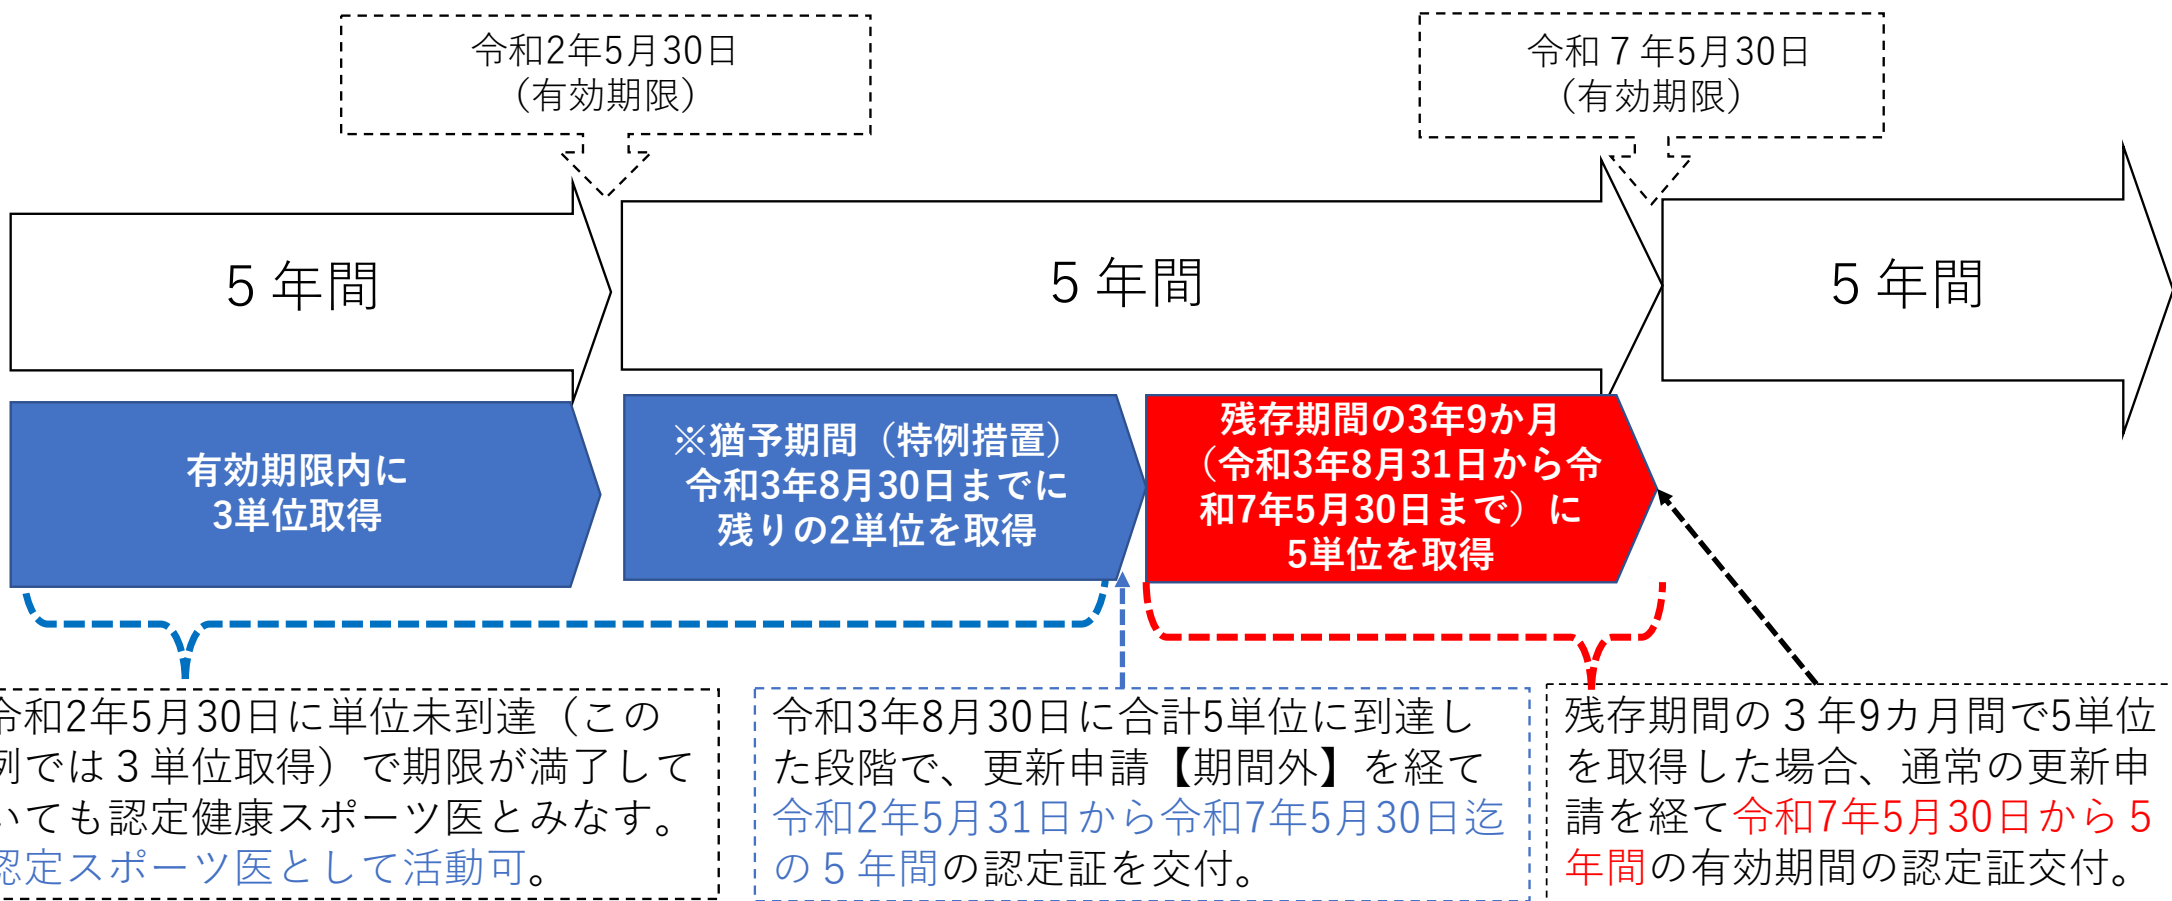 令和2年5月30日
（有効期限）
令和７年5月30日
（有効期限）
５年間
５年間
５年間
有効期限内に
3単位取得
※猶予期間（特例措置）
令和3年8月30日までに
残りの2単位を取得
残存期間の3年9か月
（令和3年8月31日から令
和7年5月30日まで）に
5単位を取得
令和2年5月30日に単位未到達（この
例では３単位取得）で期限が満了して
いても認定健康スポーツ医とみなす。
認定スポーツ医として活動可。
令和3年8月30日に合計5単位に到達し
た段階で、更新申請【期間外】を経て
令和2年5月31日から令和7年5月30日迄
の５年間の認定証を交付。
残存期間の３年9カ月間で5単位
を取得した場合、通常の更新申
請を経て令和7年5月30日から５
年間の有効期間の認定証交付。